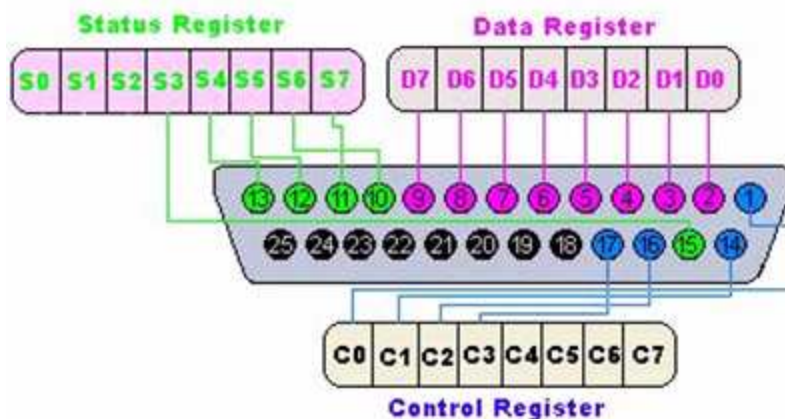 Status Register
Data Register
S0 S1 S2 S3 S4 S5 S6 S7
D7 D6 D5 D4 D3 D2 D1 D0
13 12 11 10 9 8 7 6 5 4 3 2 1
25 24 23 22 21 20 19 18 17 16 15 14
C0 C1 C2 C3 C4 C5 C6 C7
Control Register